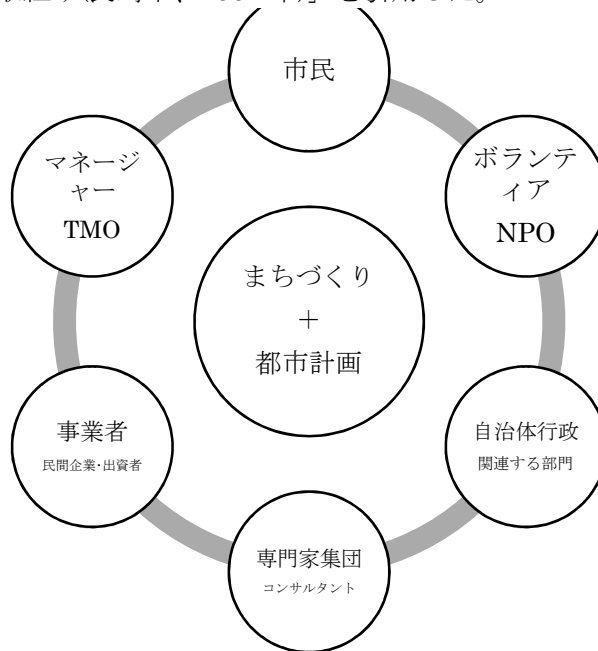 市民
マネージ
ャー
TMO
ボランテ
ィア
NPO
まちづくり
＋
都市計画
事業者
民間企業・出資者
自治体行政
関連する部門
専門家集団
コンサルタント